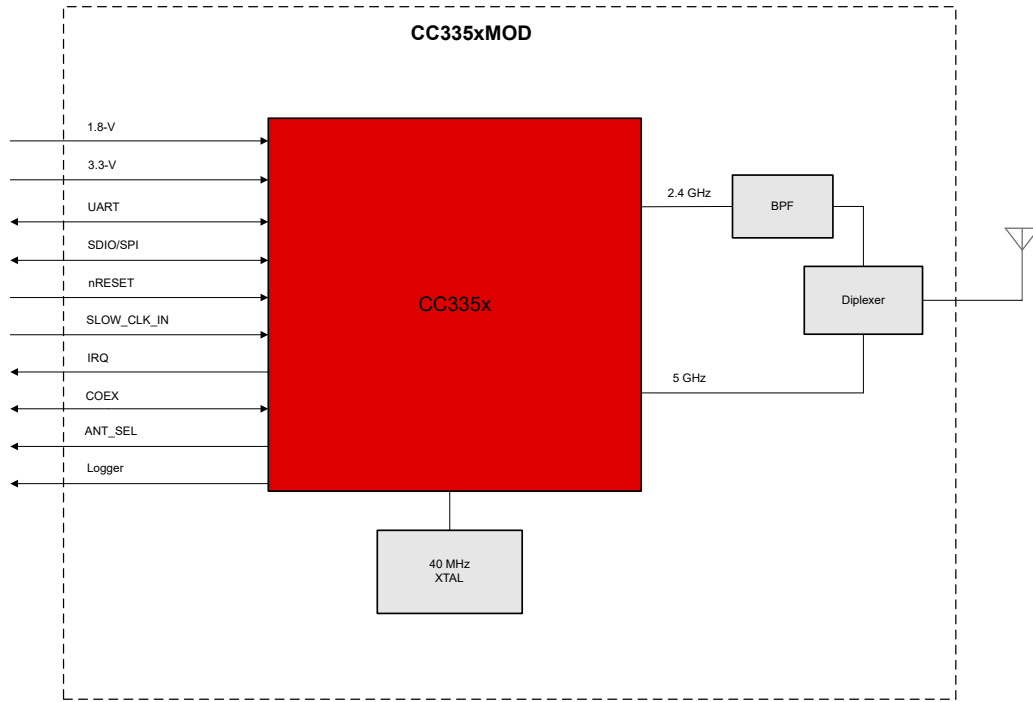 CC335xMOD
1.8-V
3.3-V
UART
SDIO/SPI
nRESET
SLOW_CLK_IN
IRQ
COEX
ANT_SEL
Logger
CC335x
2.4 GHz
BPF
Diplexer
5 GHz
40 MHz
XTAL